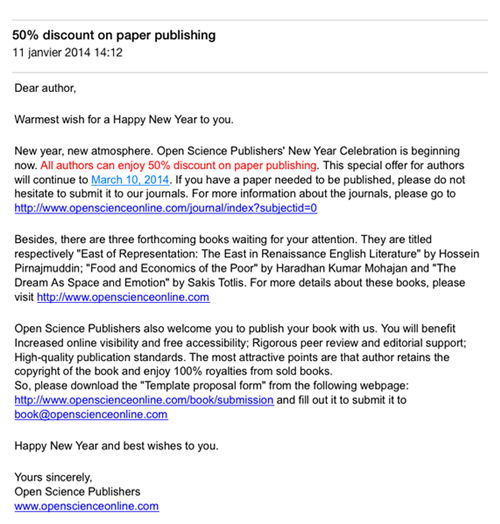 50% discount on paper publishing
11 janvier 2014 14:12
Dear author,
Warmest wish for a Happy New Year to you.
New year, new atmosphere. Open Science Publishers' New Year Celebration is beginning
now. All authors can enjoy 50% discount on paper publishing. This special offer for authors
will continue to March 10, 2014. If you have a paper needed to be published, please do not
hesitate to submit it to our journals. For more information about the journals, please go to
http://www.openscienceonline.com/journal/index?subjectid=0
Besides, there are three forthcoming books waiting for your attention. They are titled
respectively "East of Representation: The East in Renaissance English Literature" by Hossein
Pirnajmuddin; "Food and Economics of the Poor" by Haradhan Kumar Mohajan and "The
Dream As Space and Emotion" by Sakis Totlis. For more details about these books, please
visit http://www.openscienceonline.com
Open Science Publishers also welcome you to publish your book with us. You will benefit
Increased online visibility and free accessibility; Rigorous peer review and editorial support;
High-quality publication standards. The most attractive points are that author retains the
copyright of the book and enjoy 100% royalties from sold books.
So, please download the "Template proposal form" from the following webpage:
http://www.openscienceonline.com/book/submission and fill out it to submit it to
book@openscienceonline.com
Happy New Year and best wishes to you.
Yours sincerely,
Open Science Publishers
www.openscienceonline.com